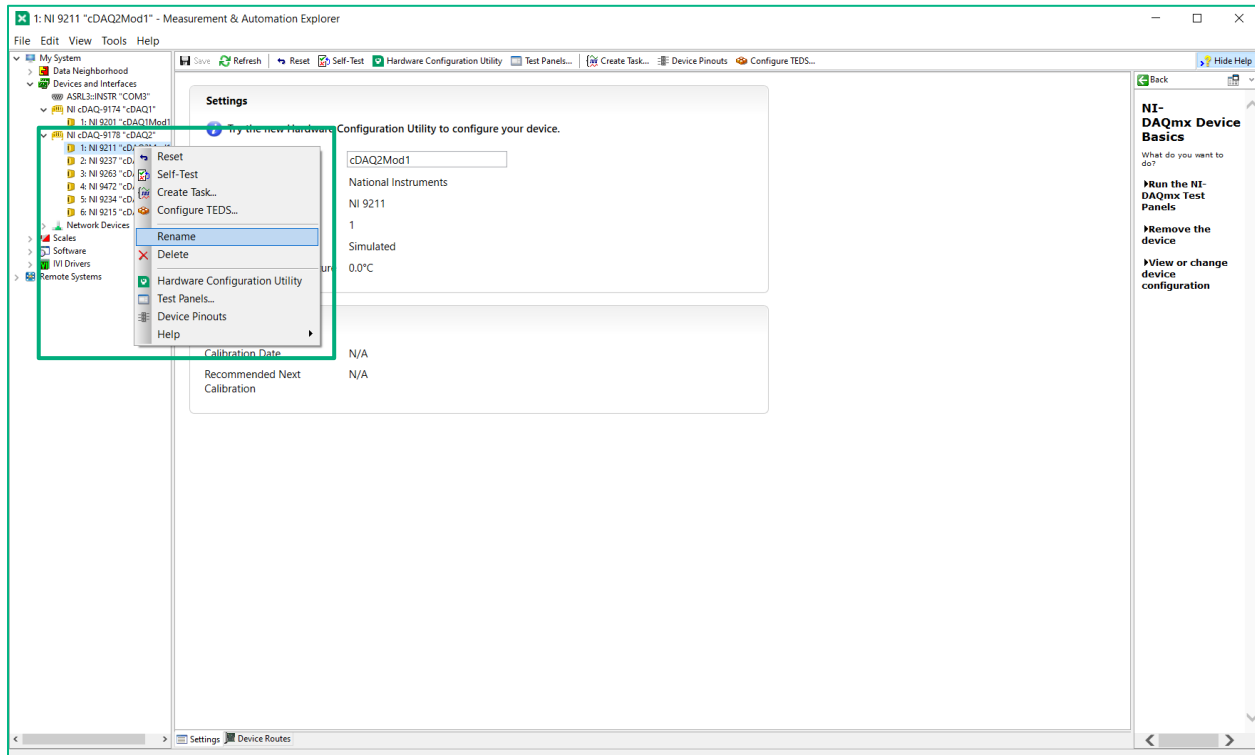 1: NI 9211 "cDAQ2Mod1" - Measurement & Automation Explorer
File Edit View Tools Help
My System
Data Neighborhood
Devices and Interfaces
ASRL3::INSTR "COM3"
NI cDAQ-9174 "cDAQ1"
1: NI 9201 "cDAQ1Mod1
NI cDAQ-9178 "cDAQ2"
1: NI 9211
2: NI 9237 "cD
3: NI 9263 "cD
4: NI 9472 "cD
5: NI 9234 "cD
6: NI 9215 "cD
Network Devices
Scales
Software
IVI Drivers
Remote Systems
Reset
Self-Test
Create Task...
Configure TEDS...
Rename
Delete
Hardware Configuration Utility
Test Panels...
Device Pinouts
Help
Save Refresh Reset Self-Test Hardware Configuration Utility Test Panels... Create Task... Device Pinouts Configure TEDS... Hide Help
Settings
Try the new Hardware Configuration Utility to configure your device.
cDAQ2Mod1
National Instruments
NI 9211
1
Simulated
0.0°C
Calibration Date N/A
Recommended Next N/A
Calibration
Settings Device Routes
Back
NI-
DAQmx Device
Basics
What do you want to
do?
Run the NI-
DAQmx Test
Panels
Remove the
device
View or change
device
configuration